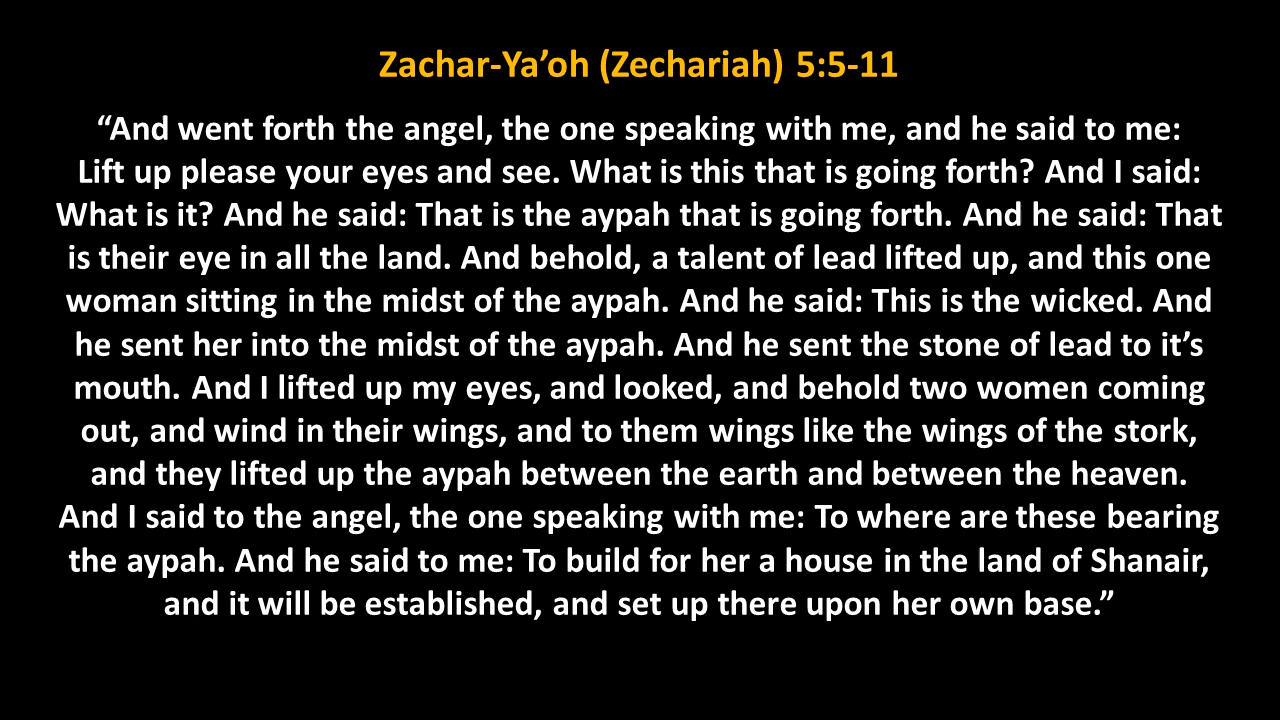 Zachar-Ya’oh (Zechariah) 5:5-11
“And went forth the angel, the one speaking with me, and he said to me:
Lift up please your eyes and see. What is this that is going forth? And I said:
What is it? And he said: That is the aypah that is going forth. And he said: That
is their eye in all the land. And behold, a talent of lead lifted up, and this one
woman sitting in the midst of the aypah. And he said: This is the wicked. And
he sent her into the midst of the aypah. And he sent the stone of lead to it’s
mouth. And I lifted up my eyes, and looked, and behold two women coming
out, and wind in their wings, and to them wings like the wings of the stork,
and they lifted up the aypah between the earth and between the heaven.
And I said to the angel, the one speaking with me: To where are these bearing
the aypah. And he said to me: To build for her a house in the land of Shanair,
and it will be established, and set up there upon her own base.”